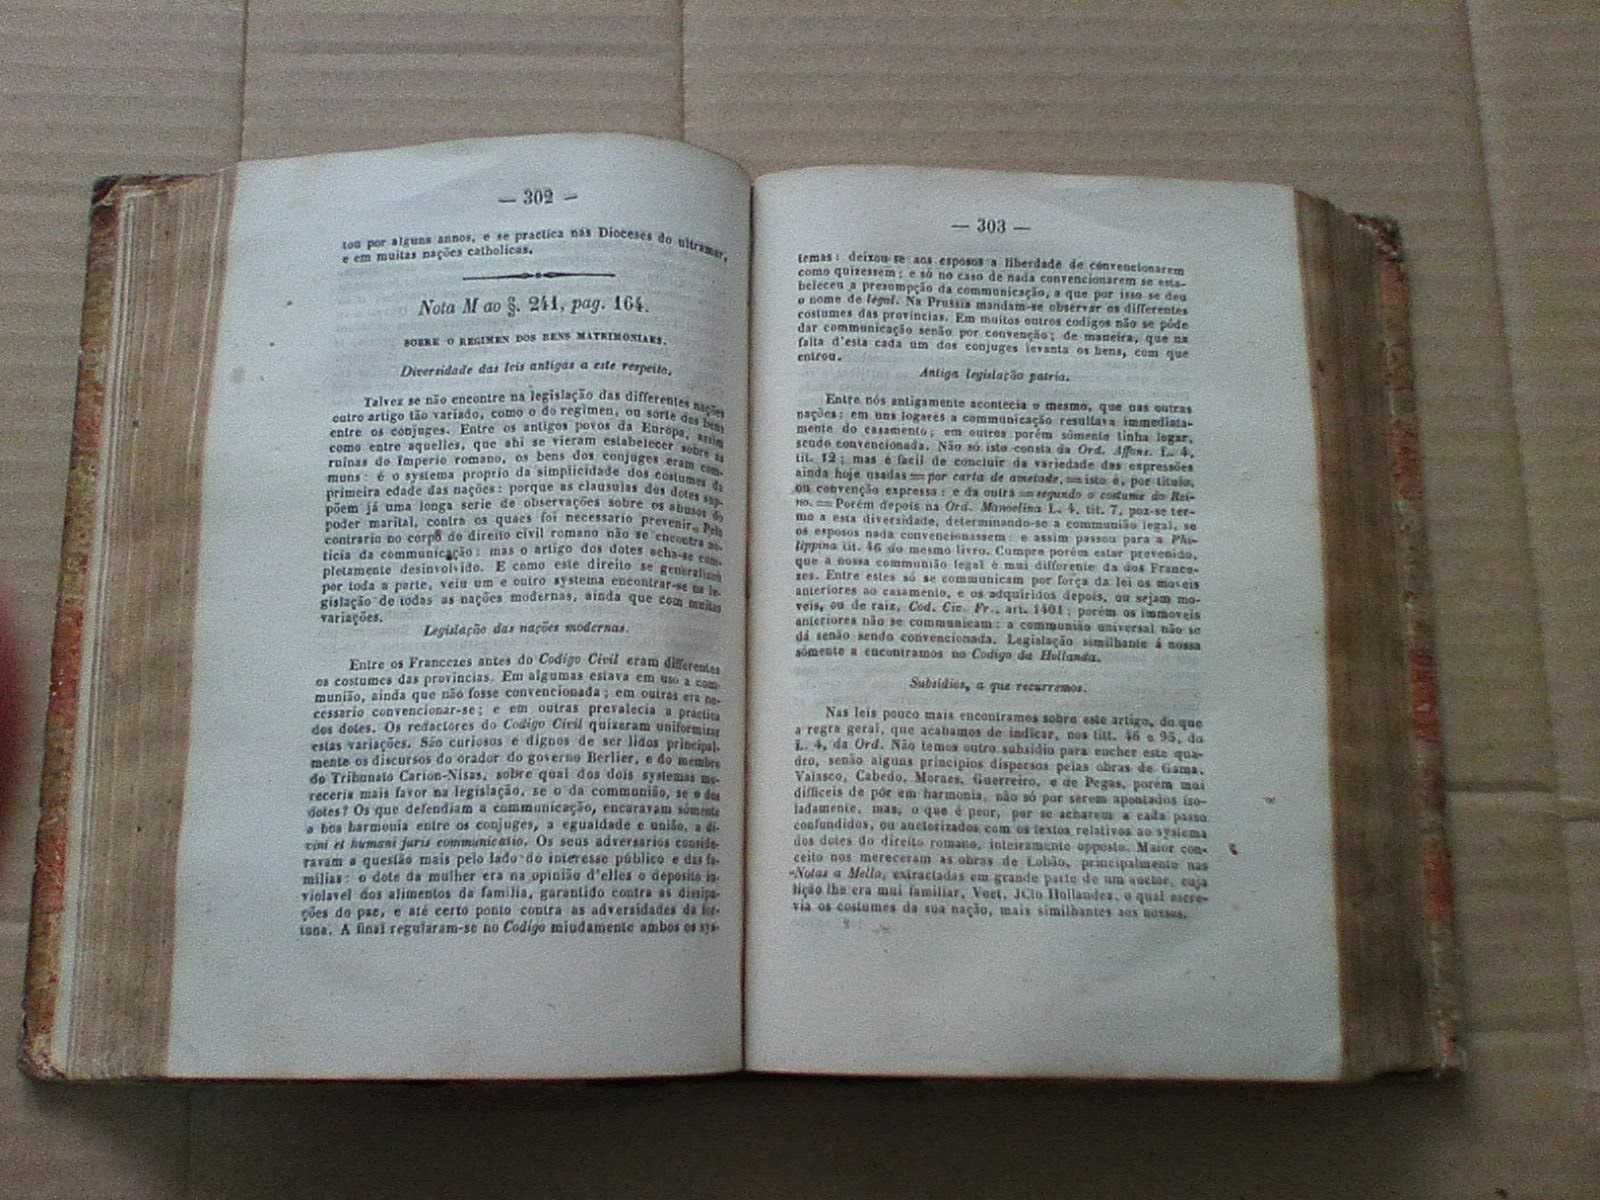 — 302 —
tou por alguns annos, e se practica nas Dioceses do ultramar,
e em muitas nações catholicas.
Nota M ao §. 241, pag. 164.
SOBRE O REGIMEN DOS BENS MATRIMONIAES.
Diversidade das leis antigas a este respeito.
Talvez se não encontre na legislação das differentes nações
outro artigo tão variado, como o do regimen, ou sorte dos bens
entre os conjuges. Entre os antigos povos da Europa, assim
como entre aquelles, que ahi se vieram estabelecer sobre as
ruinas do Imperio romano, os bens dos conjuges eram com-
muns: é o systema proprio da simplicidade dos costumes da
primeira edade das nações: porque as clausulas dos dotes sup-
põem já uma longa serie de observações sobre os abusos do
poder marital, contra os quaes foi necessario prevenir. Pelo
contrario no corpo do direito civil romano não se encontra no-
ticia da communicação: mas o artigo dos dotes acha-se com-
pletamente desinvolvido. E como este direito se generalizou
por toda a parte, veiu um e outro systema encontrar-se na le-
gislação de todas as nações modernas, ainda que com muitas
variações.
Legislação das nações modernas.
Entre os Francezes antes do Codigo Civil eram differentes
os costumes das provincias. Em algumas estava em uso a com-
munião, ainda que não fosse convencionada; em outras era ne-
cessario convencionar-se; e em outras prevalecia a practica
dos dotes. Os redactores do Codigo Civil quizeram uniformizar
estas variações. São curiosos e dignos de ser lidos principal-
mente os discursos do orador do governo Berlier, e do membro
do Tribunato Carion-Nisas, sobre qual dos dois systemas me-
receria mais favor na legislação, se o da communião, se o dos
dotes? Os que defendiam a communicação, encaravam sómente
a boa harmonia entre os conjuges, a egualdade e união, a di-
vini et humani juris communicatio. Os seus adversarios conside-
ravam a questão mais pelo lado do interesse público e das fa-
milias: o dote da mulher era na opinião d'elles o deposito in-
violavel dos alimentos da familia, garantido contra as dissipa-
ções do pae, e até certo ponto contra as adversidades da for-
tuna. A final regularam-se no Codigo miudamente ambos os sys-
— 303 —
temas: deixou-se aos esposos a liberdade de convencionarem
como quizessem; e só no caso de nada convencionarem se esta-
beleceu a presumpção da communicação, a que por isso se deu
o nome de legal. Na Prussia mandam-se observar os differentes
costumes das provincias. Em muitos outros codigos não se póde
dar communicação senão por convenção; de maneira, que na
falta d'esta cada um dos conjuges levanta os bens, com que
entrou.
Antiga legislação patria.
Entre nós antigamente acontecia o mesmo, que nas outras
nações: em uns logares a communicação resultava immediata-
mente do casamento; em outros porém sómente tinha logar,
sendo convencionada. Não só isto consta da Ord. Affons. L. 4,
tit. 12; mas é facil de concluir da variedade das expressões
ainda hoje usadas = por carta de ametade, = isto é, por titulo,
ou convenção expressa: e da outra = segundo o costume do Rei-
no. = Porém depois na Ord. Manoelina L. 4, tit. 7, poz-se ter-
mo a esta diversidade, determinando-se a communião legal, se
os esposos nada convencionassem: e assim passou para a Phi-
lippina tit. 46 do mesmo livro. Cumpre porém estar prevenido,
que a nossa communião legal é mui differente da dos France-
zes. Entre estes só se communicam por força da lei os moveis
anteriores ao casamento, e os adquiridos depois, ou sejam mo-
veis, ou de raiz, Cod. Civ. Fr., art. 1401; porém os immoveis
anteriores não se communicam: a communião universal não se
dá senão sendo convencionada. Legislação similhante á nossa
sómente a encontramos no Codigo da Hollanda.
Subsidios, a que recorremos.
Nas leis pouco mais encontramos sobre este artigo, do que
a regra geral, que acabamos de indicar, nos titt. 46 e 95, do
L. 4, da Ord. Não temos outro subsidio para encher este qua-
dro, senão alguns principios dispersos pelas obras de Gama,
Valasco, Cabedo, Moraes, Guerreiro, e de Pegas, porém mui
difficeis de pôr em harmonia, não só por serem apontados iso-
ladamente, mas, o que é peor, por se acharem a cada passo
confundidos, ou auctorizados com os textos relativos ao systema
dos dotes do direito romano, inteiramente opposto. Maior con-
ceito nos mereceram as obras de Lobão, principalmente nas
Notas a Mello, extractadas em grande parte de um auctor, cuja
lição lhe era mui familiar, Voet, JCto Hollandez, o qual escre-
via os costumes da sua nação, mais similhantes aos nossos.